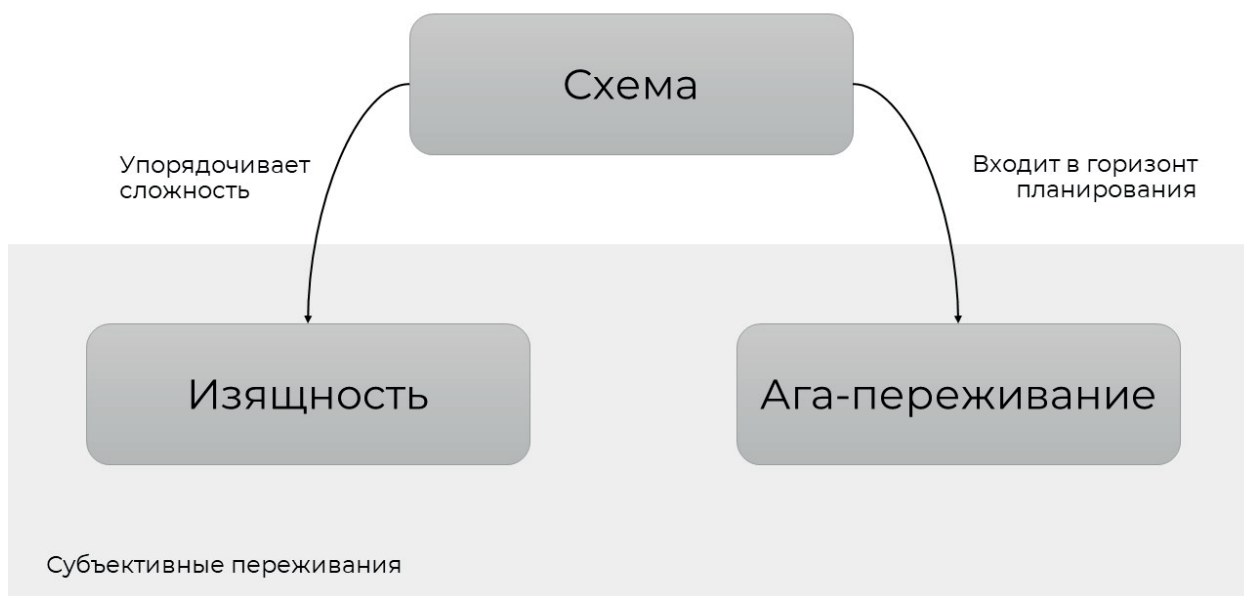 Схема
Упорядочивает
сложность
Входит в горизонт
планирования
Изящность
Ага-переживание
Субъективные переживания